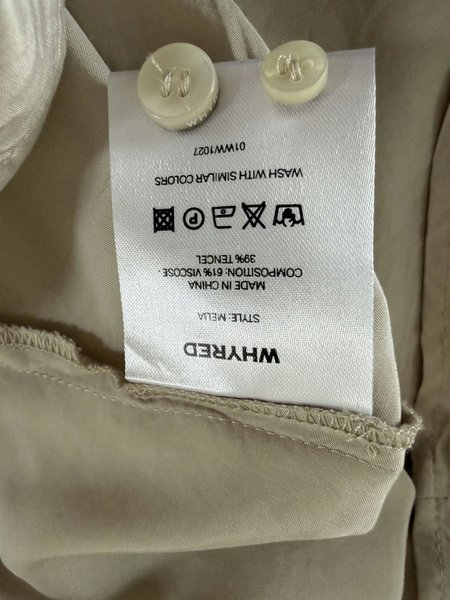 WHYRED
STYLE: MELIA
MADE IN CHINA
COMPOSITION: 61% VISCOSE -
39% TENCEL
P
WASH WITH SIMILAR COLORS
01WW1027